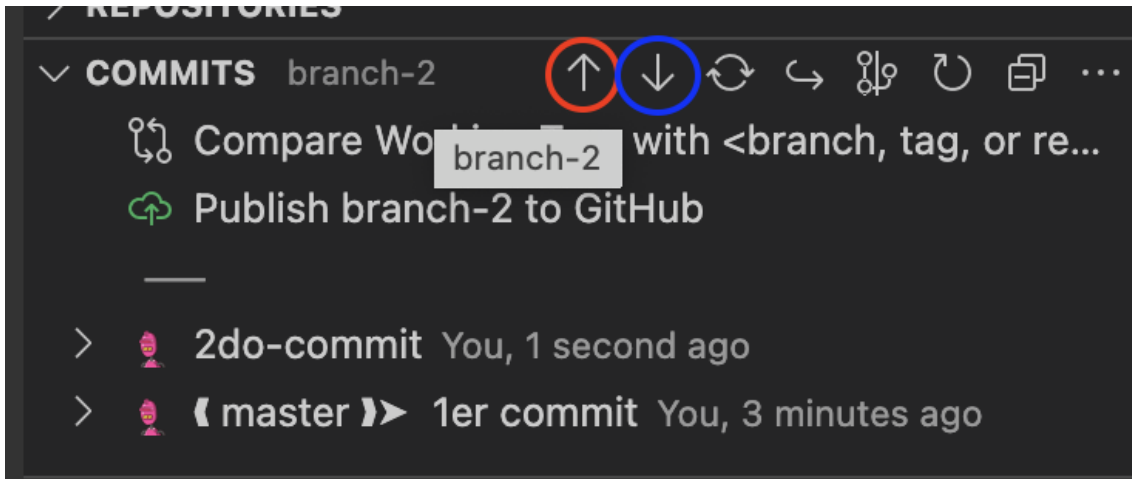 REPOSITORIES
COMMITS branch-2
Compare Wo with <branch, tag, or re...
branch-2
Publish branch-2 to GitHub
2do-commit You, 1 second ago
❰ master ❱➤ 1er commit You, 3 minutes ago